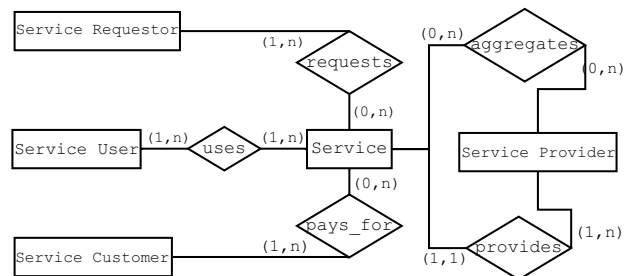 Service Requestor
(1,n)
requests
(0,n)
(0,n)
aggregates
(0,n)
Service User
(1,n)
uses
(1,n)
Service
Service Provider
(0,n)
pays_for
(1,n)
Service Customer
(1,1)
provides
(1,n)